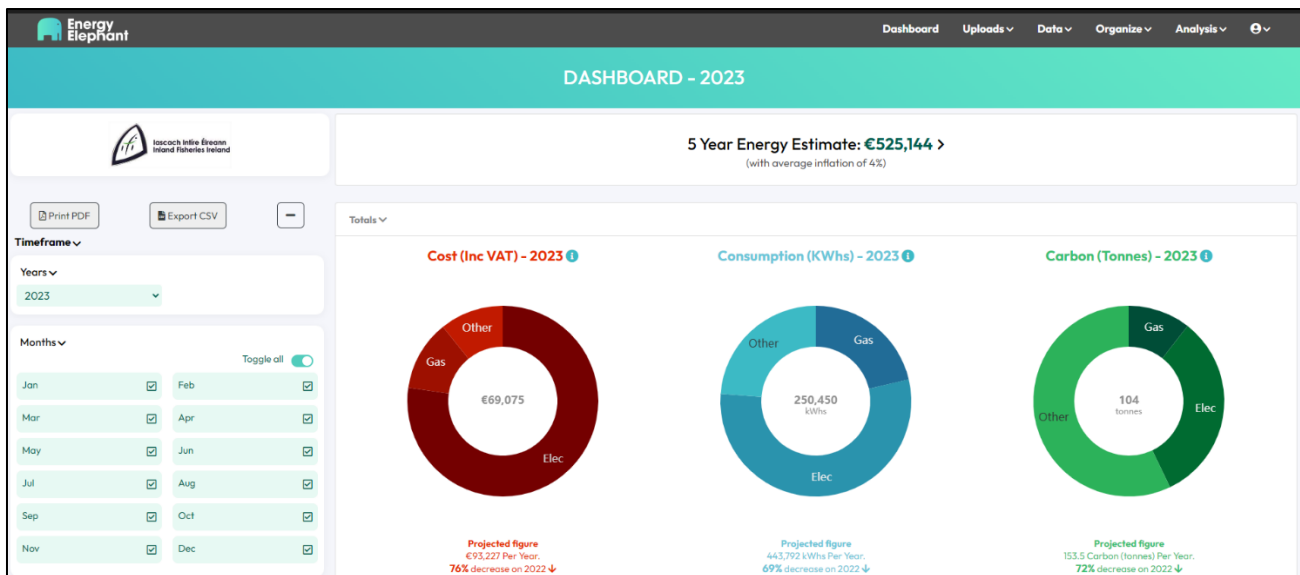 Energy
Elephant
Dashboard Uploads Data Organize Analysis
DASHBOARD - 2023
ifi
Iascach Intíre Éireann
Inland Fisheries Ireland
5 Year Energy Estimate: €525,144 >
(with average inflation of 4%)
Print PDF Export CSV
Timeframe
Years
2023
Months
Toggle all
Jan Feb
Mar Apr
May Jun
Jul Aug
Sep Oct
Nov Dec
Totals
Cost (Inc VAT) - 2023
Other
Gas
€69,075
Elec
Projected figure
€93,227 Per Year.
76% decrease on 2022 ↓
Consumption (KWhs) - 2023
Other
Gas
250,450
kWhs
Elec
Projected figure
443,792 kWhs Per Year.
69% decrease on 2022 ↓
Carbon (Tonnes) - 2023
Gas
104
tonnes
Elec
Other
Projected figure
153.5 Carbon (tonnes) Per Year.
72% decrease on 2022 ↓